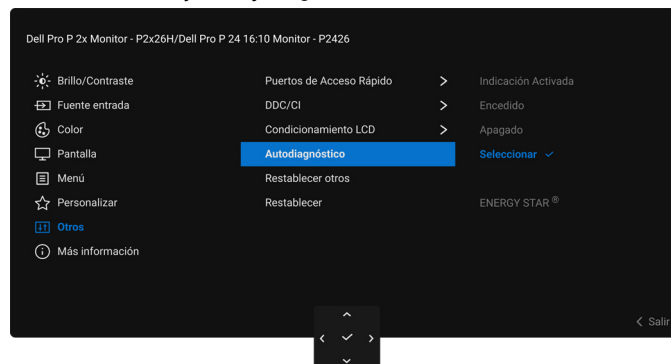 Dell Pro P 2x Monitor - P2x26H/Dell Pro P 24 16:10 Monitor - P2426
Brillo/Contraste Puertos de Acceso Rápido Indicación Activada
Fuente entrada DDC/CI Encedido
Color Condicionamiento LCD Apagado
Pantalla Autodiagnóstico Seleccionar
Menú Restablecer otros
Personalizar Restablecer ENERGY STAR ®
Otros
Más información
Salir